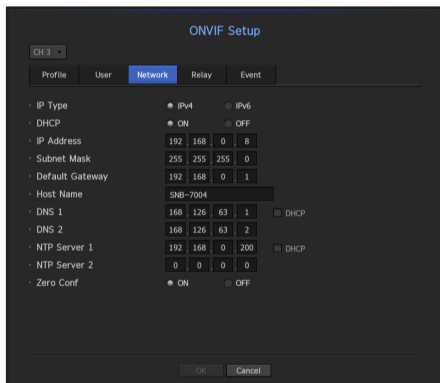 ONVIF Setup
CH 3
Profile User Network Relay Event
· IP Type IPv4 IPv6
· DHCP ON OFF
· IP Address 192 . 168 . 0 . 8
· Subnet Mask 255 . 255 . 255 . 0
· Default Gateway 192 . 168 . 0 . 1
· Host Name SNB-7004
· DNS 1 168 . 126 . 63 . 1 DHCP
· DNS 2 168 . 126 . 63 . 2
· NTP Server 1 192 . 168 . 0 . 200 DHCP
· NTP Server 2 0 . 0 . 0 . 0
· Zero Conf ON OFF
OK Cancel